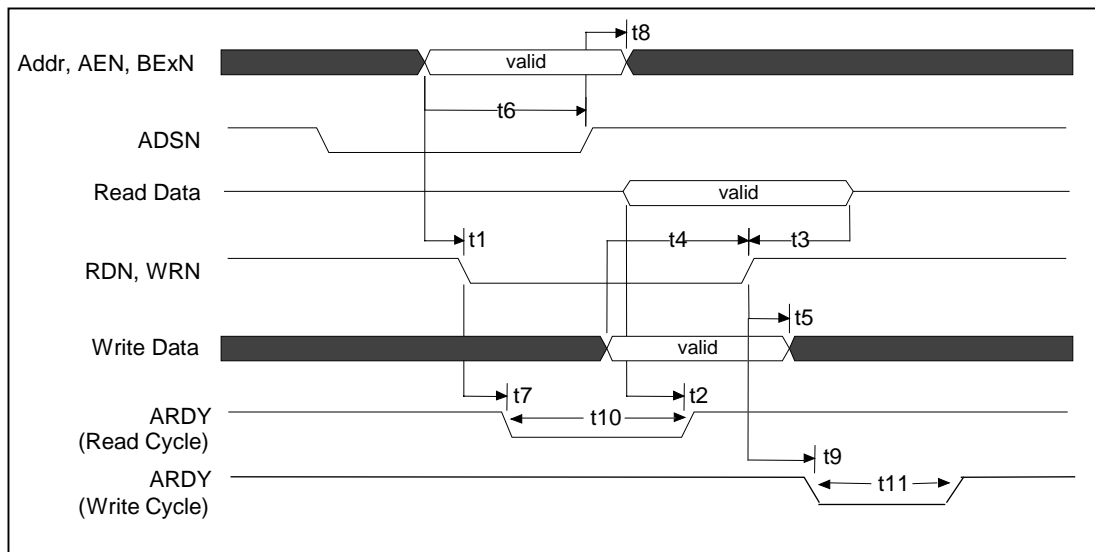 t8
Addr, AEN, BExN valid
t6
ADSN
Read Data valid
t1 t4 t3
RDN, WRN
t5
Write Data valid
t7 t2
ARDY t10
(Read Cycle)
t9
ARDY t11
(Write Cycle)